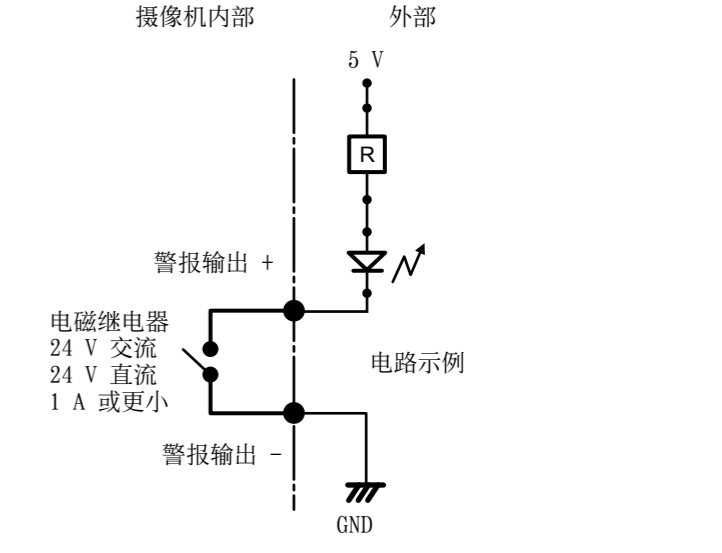 摄像机内部
外部
5 V
R
警报输出 +
电磁继电器
24 V 交流
24 V 直流
1 A 或更小
电路示例
警报输出 -
GND